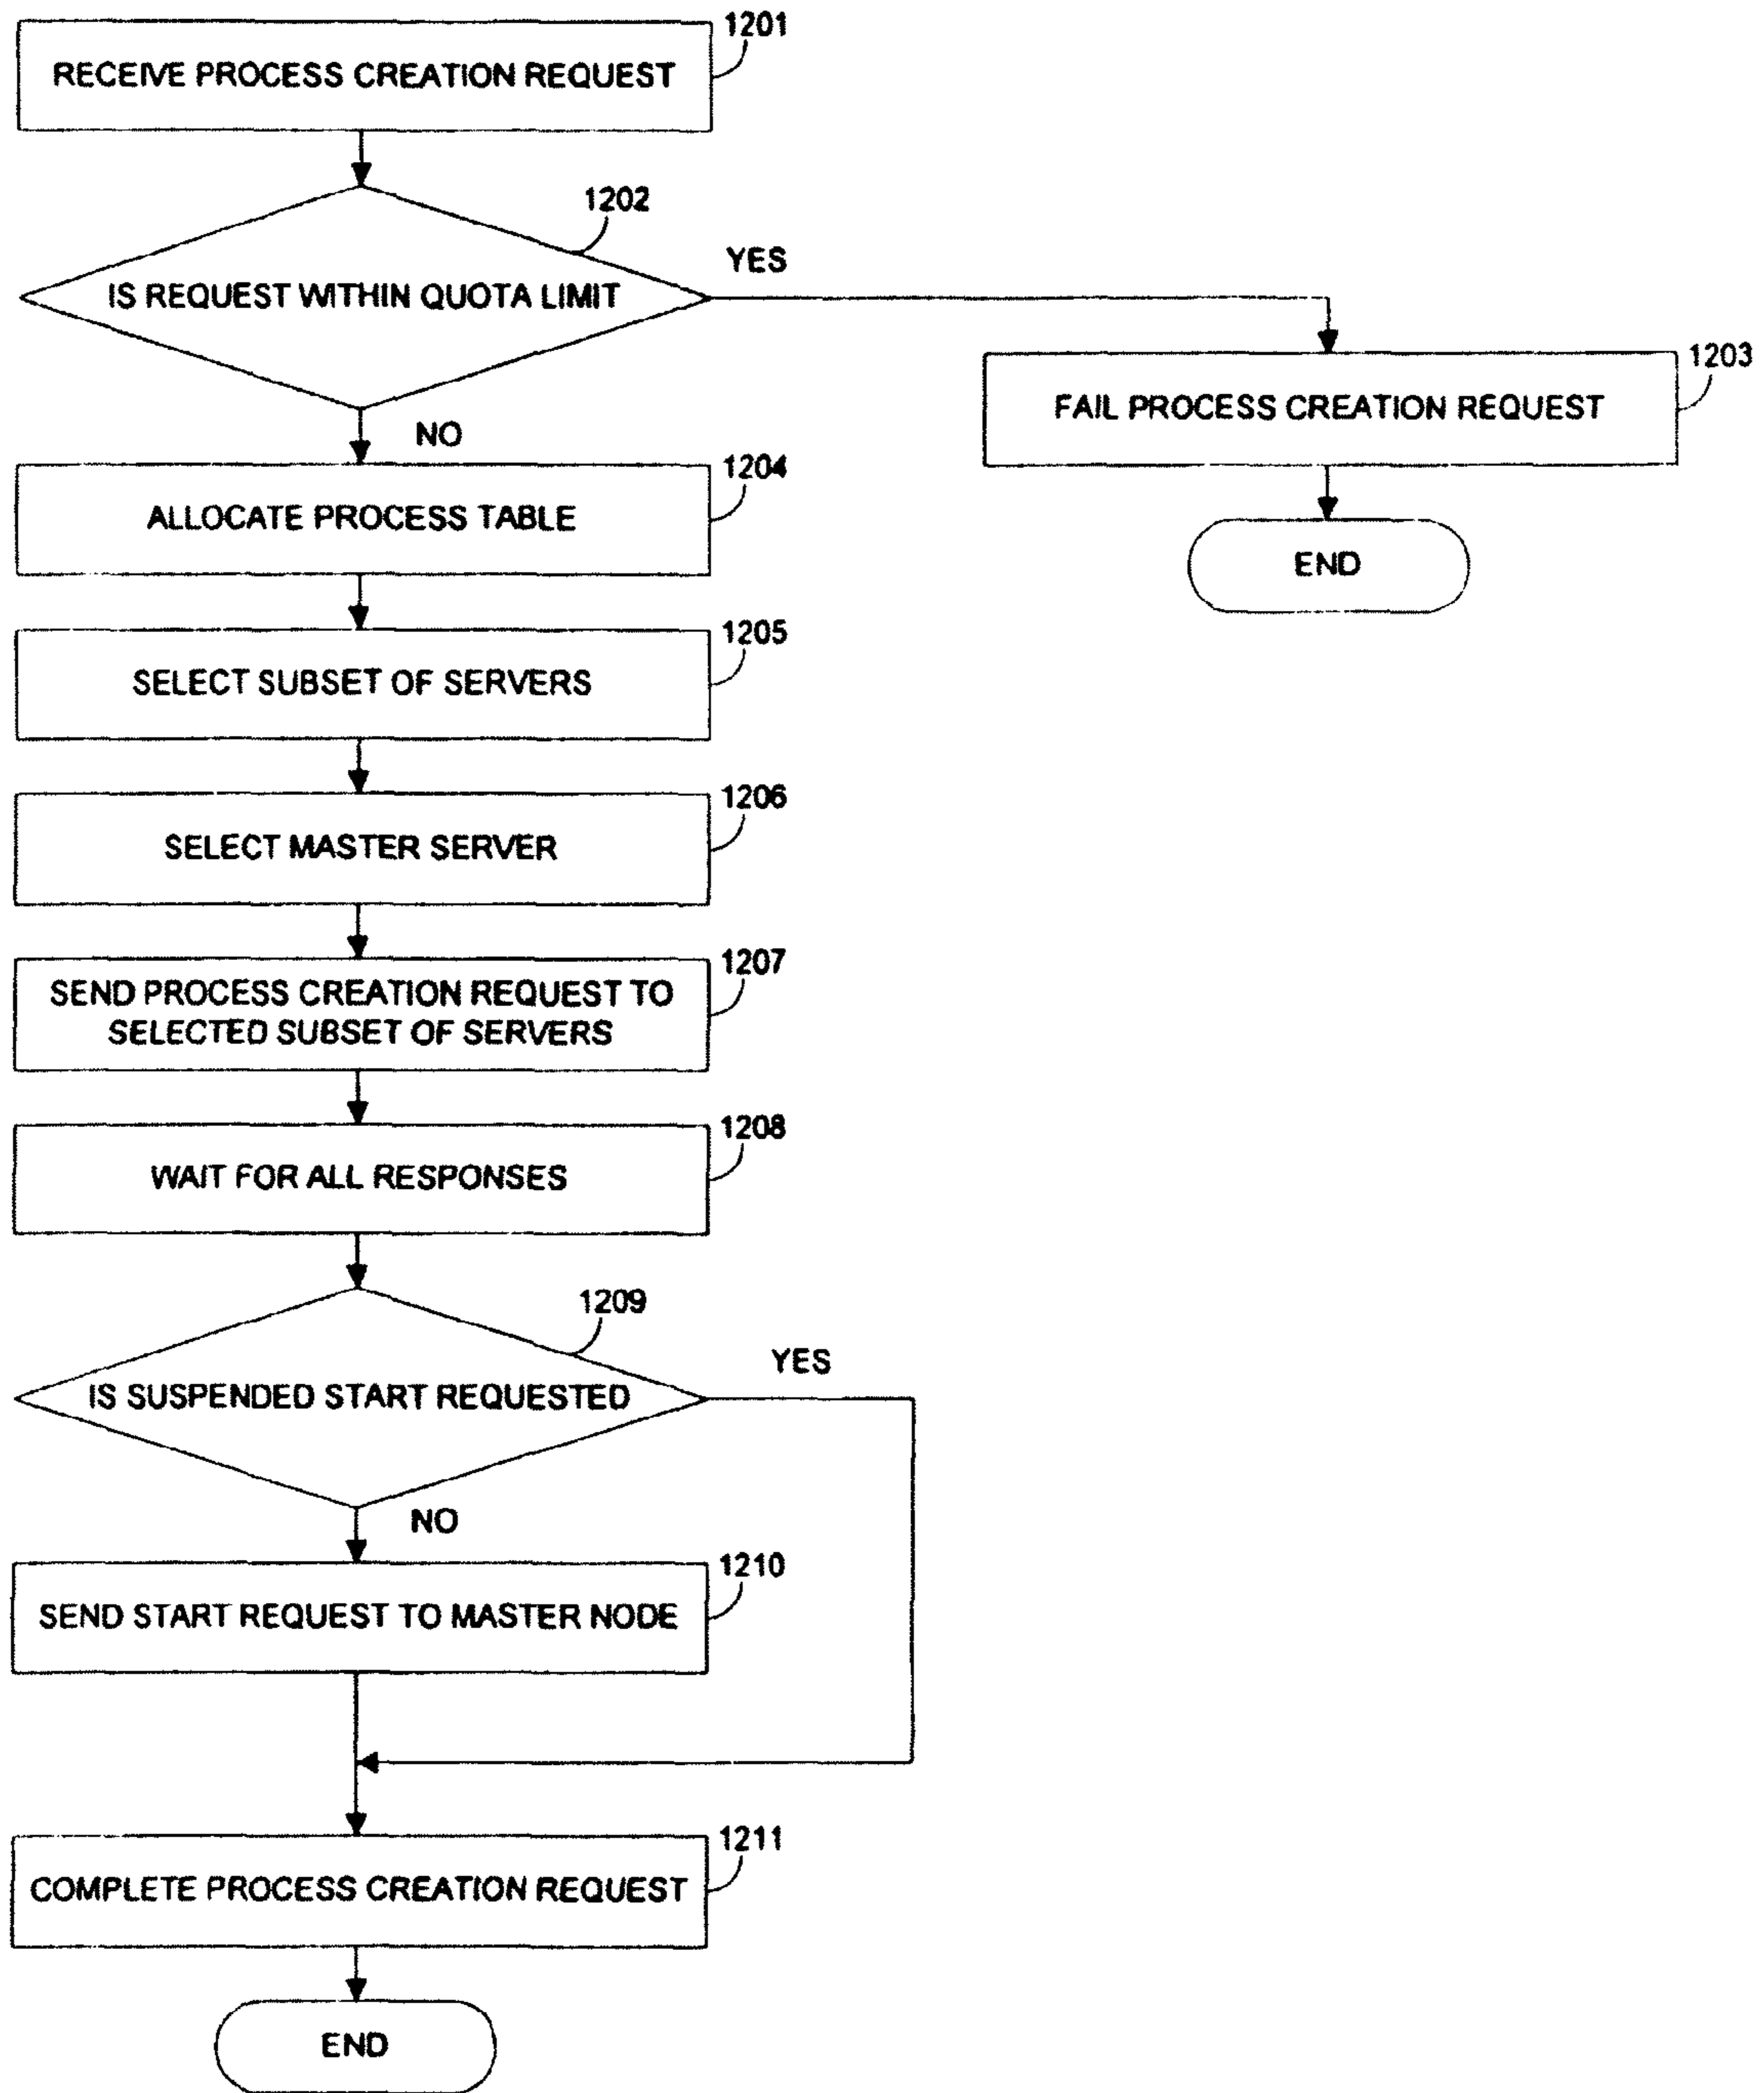 1201
RECEIVE PROCESS CREATION REQUEST
1202
IS REQUEST WITHIN QUOTA LIMIT
YES
1203
FAIL PROCESS CREATION REQUEST
END
NO
1204
ALLOCATE PROCESS TABLE
1205
SELECT SUBSET OF SERVERS
1206
SELECT MASTER SERVER
1207
SEND PROCESS CREATION REQUEST TO
SELECTED SUBSET OF SERVERS
1208
WAIT FOR ALL RESPONSES
1209
IS SUSPENDED START REQUESTED
YES
NO
1210
SEND START REQUEST TO MASTER NODE
1211
COMPLETE PROCESS CREATION REQUEST
END